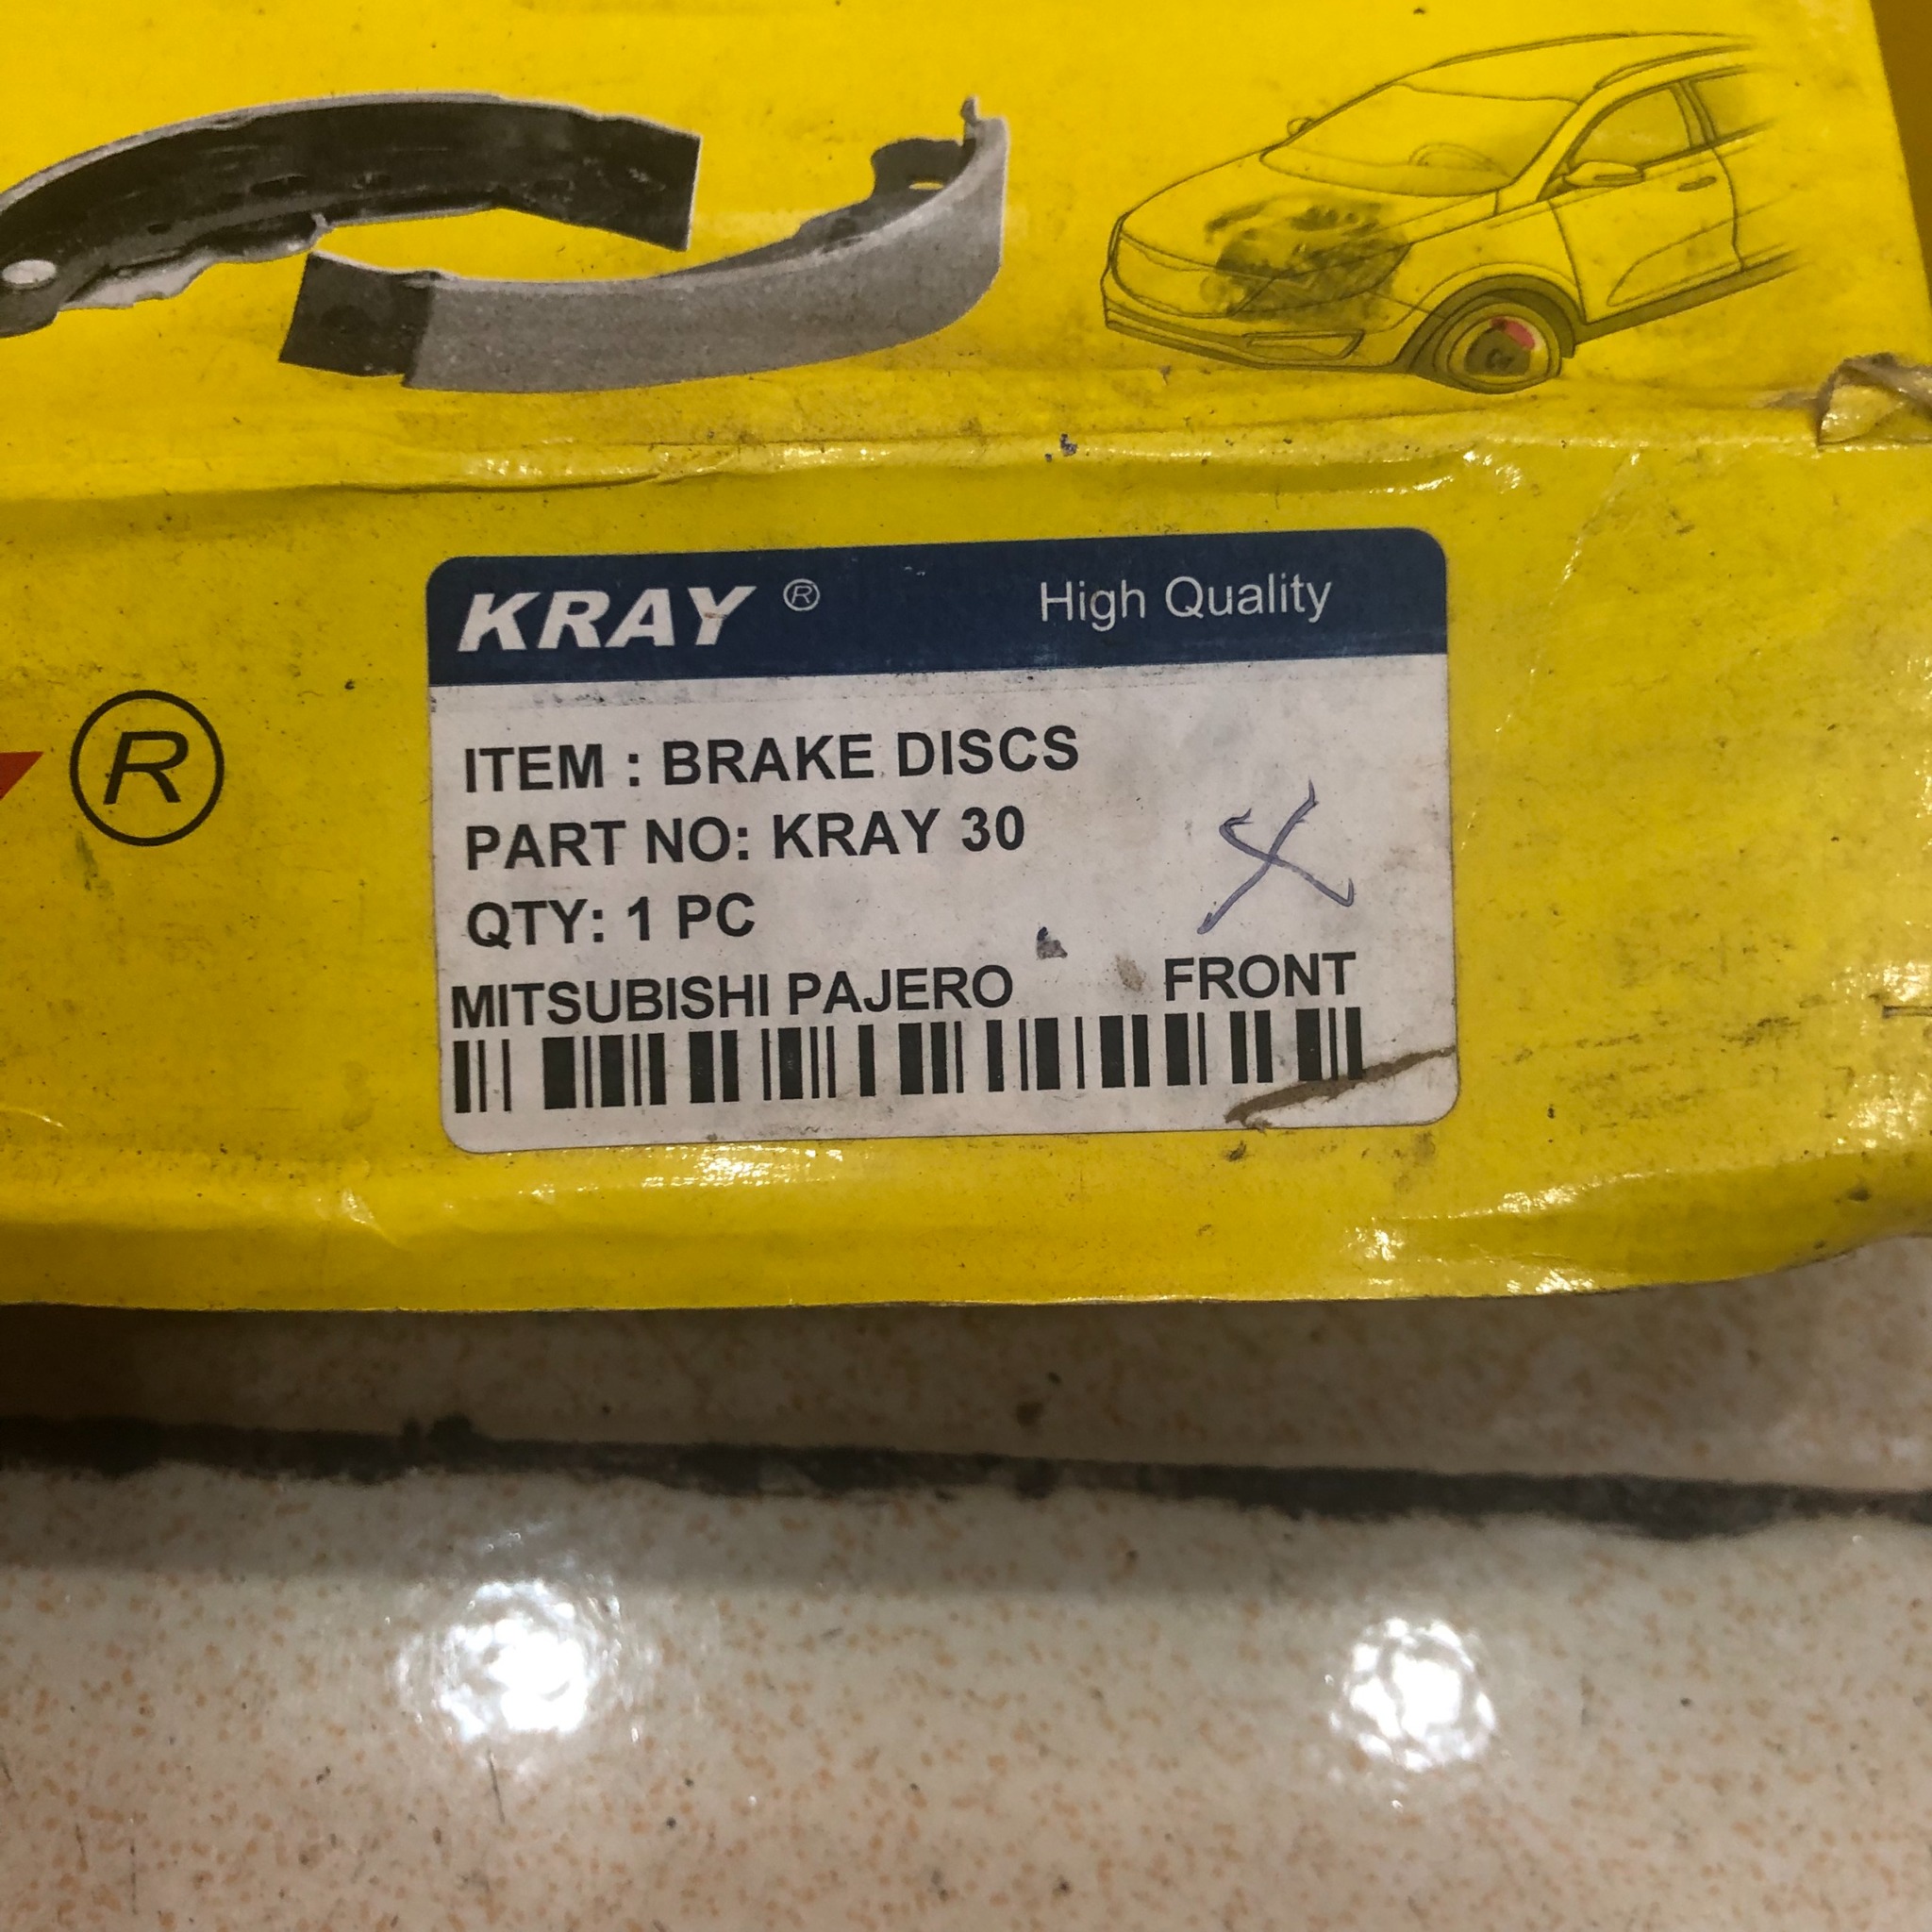 KRAY ® High Quality
®
ITEM : BRAKE DISCS
PART NO: KRAY 30
QTY: 1 PC
MITSUBISHI PAJERO FRONT